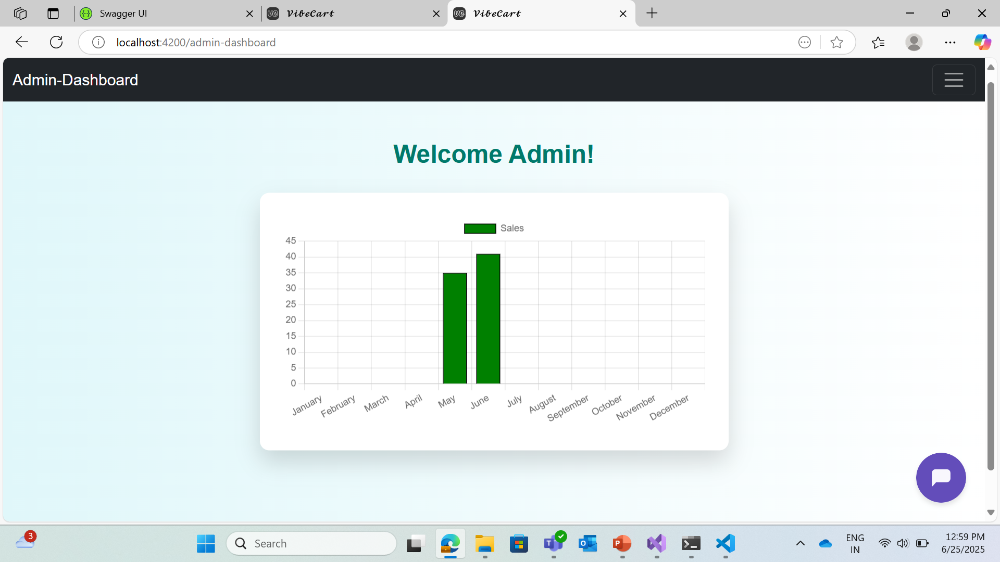 Swagger UI
𝓥𝓲𝓫𝓮𝓒𝓪𝓻𝓽
𝓥𝓲𝓫𝓮𝓒𝓪𝓻𝓽
localhost:4200/admin-dashboard
Admin-Dashboard
Welcome Admin!
Sales
45
40
35
30
25
20
15
10
5
0
January
February
March
April
May
June
July
August
September
October
November
December
3
Search
ENG
IN
12:59 PM
6/25/2025